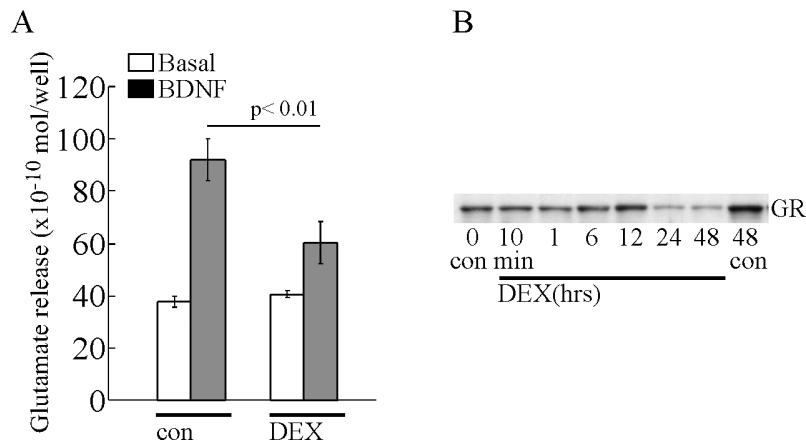 A
Basal
BDNF
p< 0.01
120
100
80
60
40
20
0
Glutamate release (x10⁻¹⁰ mol/well)
con DEX
B
GR
0 10 1 6 12 24 48 48
con min con
DEX(hrs)